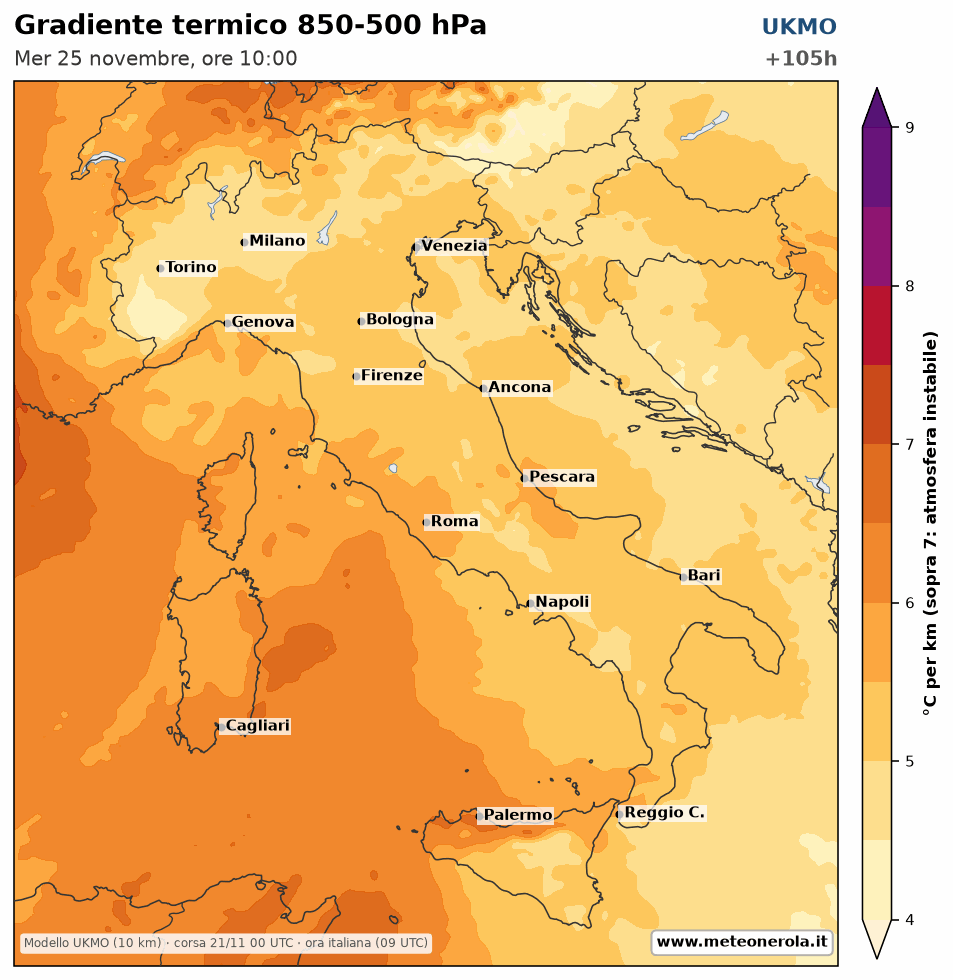 Gradiente termico 850-500 hPa
UKMO
Mer 25 novembre, ore 10:00
+105h
Milano
Venezia
Torino
Genova
Bologna
Firenze
Ancona
Pescara
Roma
Bari
Napoli
Cagliari
Palermo
Reggio C.
9
8
7
6
5
4
°C per km (sopra 7: atmosfera instabile)
Modello UKMO (10 km) · corsa 21/11 00 UTC · ora italiana (09 UTC)
www.meteonerola.it